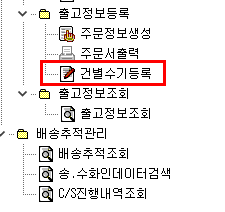 출고정보등록
주문정보생성
주문서출력
건별수기등록
출고정보조회
출고정보조회
배송추적관리
배송추적조회
송.수화인데이터검색
C/S진행내역조회